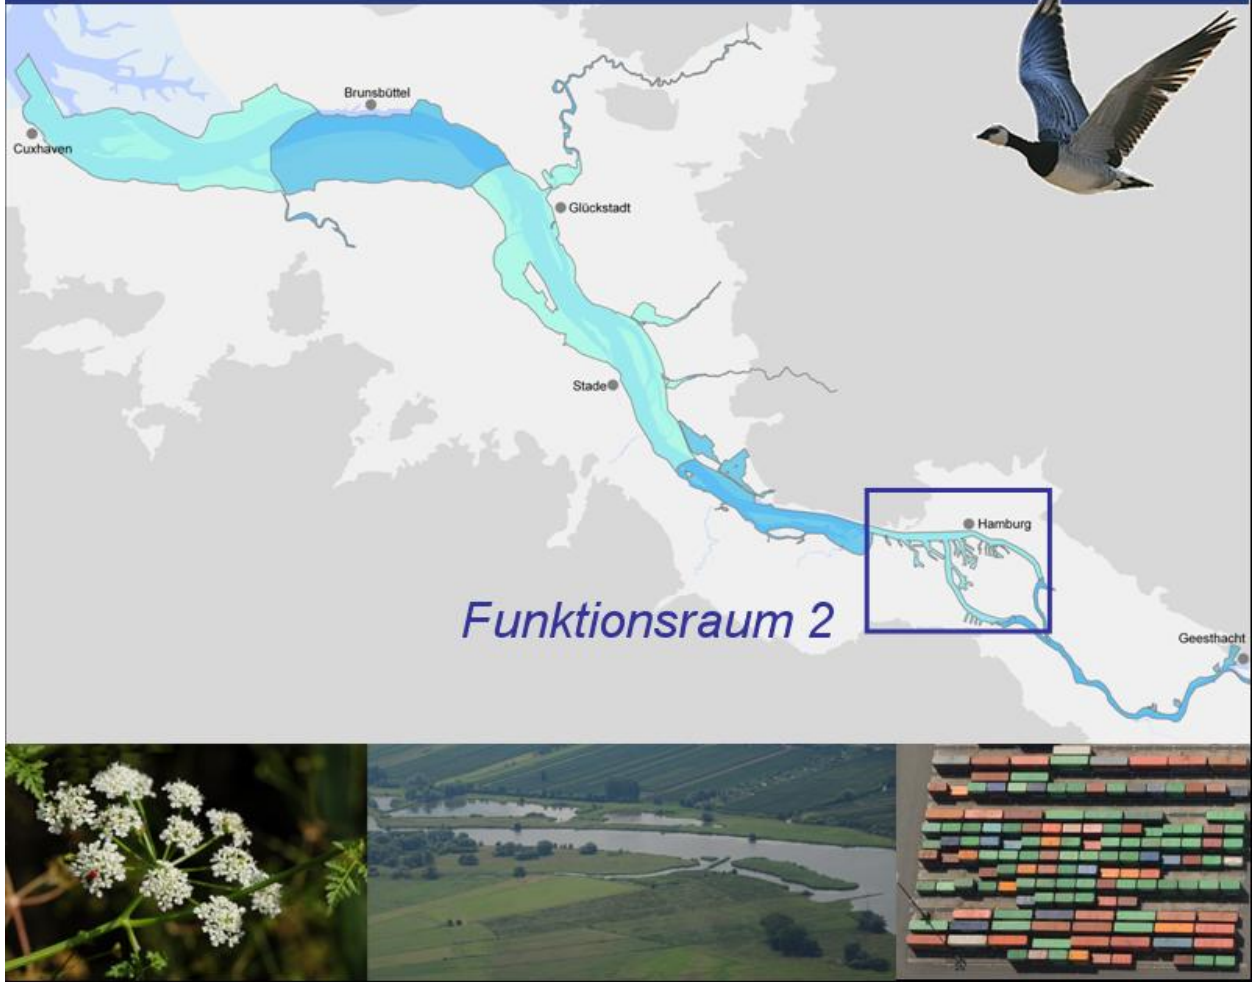 Brunsbüttel
Cuxhaven
Glückstadt
Stade
Hamburg
Funktionsraum 2
Geesthacht